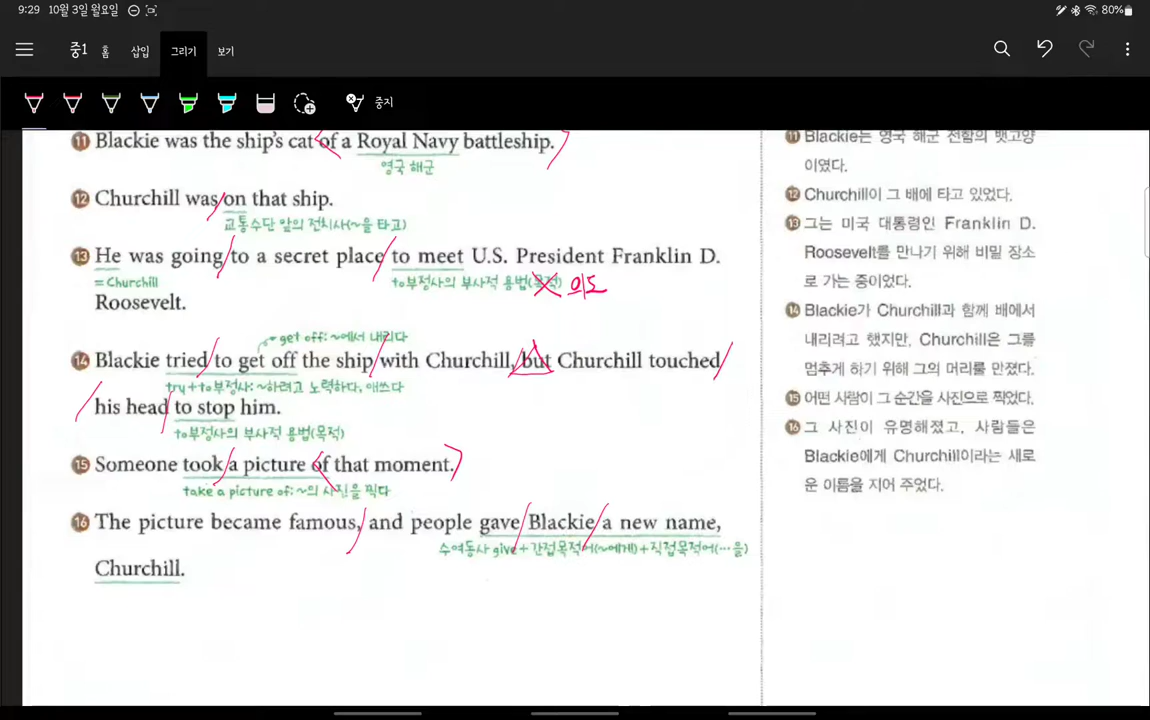 9:29 10월 3일 월요일 80%
중1 홈 삽입 그리기 보기
중지
⑪ Blackie was the ship's cat of a Royal Navy battleship.
영국 해군
⑫ Churchill was on that ship.
교통수단 앞의 전치사(~을 타고)
⑬ He was going to a secret place to meet U.S. President Franklin D.
= Churchill
to부정사의 부사적 용법(목적) 의도
Roosevelt.
get off: ~에서 내리다
⑭ Blackie tried to get off the ship with Churchill, but Churchill touched
try+to부정사: ~하려고 노력하다, 애쓰다
his head to stop him.
to부정사의 부사적 용법(목적)
⑮ Someone took a picture of that moment.
take a picture of: ~의 사진을 찍다
⑯ The picture became famous, and people gave Blackie a new name,
수여동사 give+간접목적어(~에게)+직접목적어(…을)
Churchill.
⑪ Blackie는 영국 해군 전함의 뱃고양
이였다.
⑫ Churchill이 그 배에 타고 있었다.
⑬ 그는 미국 대통령인 Franklin D.
Roosevelt를 만나기 위해 비밀 장소
로 가는 중이었다.
⑭ Blackie가 Churchill과 함께 배에서
내리려고 했지만, Churchill은 그를
멈추게 하기 위해 그의 머리를 만졌다.
⑮ 어떤 사람이 그 순간을 사진으로 찍었다.
⑯ 그 사진이 유명해졌고, 사람들은
Blackie에게 Churchill이라는 새로
운 이름을 지어 주었다.